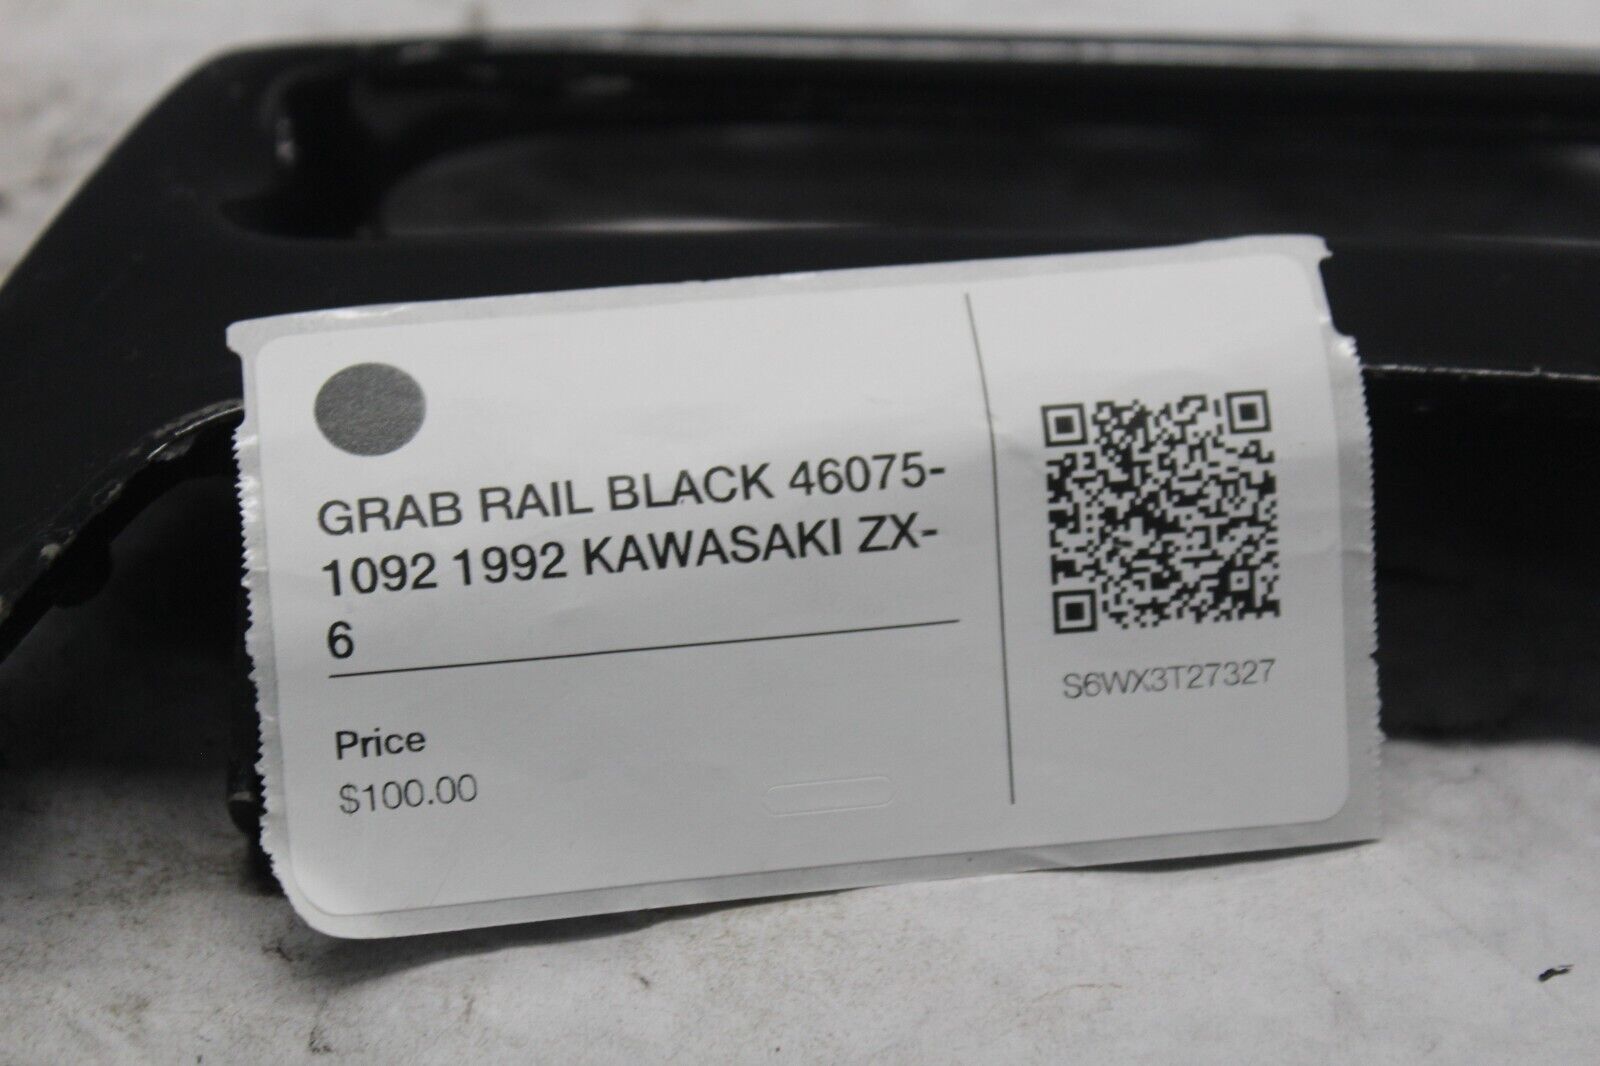 GRAB RAIL BLACK 46075-
1092 1992 KAWASAKI ZX-
6
Price
$100.00
S6WX3T27327